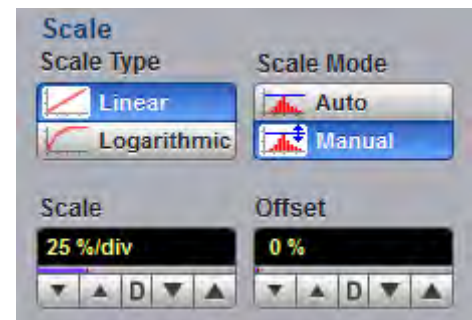 Scale
Scale Type
Scale Mode
Linear
Auto
Logarithmic
Manual
Scale
Offset
25 %/div
0 %
D
D